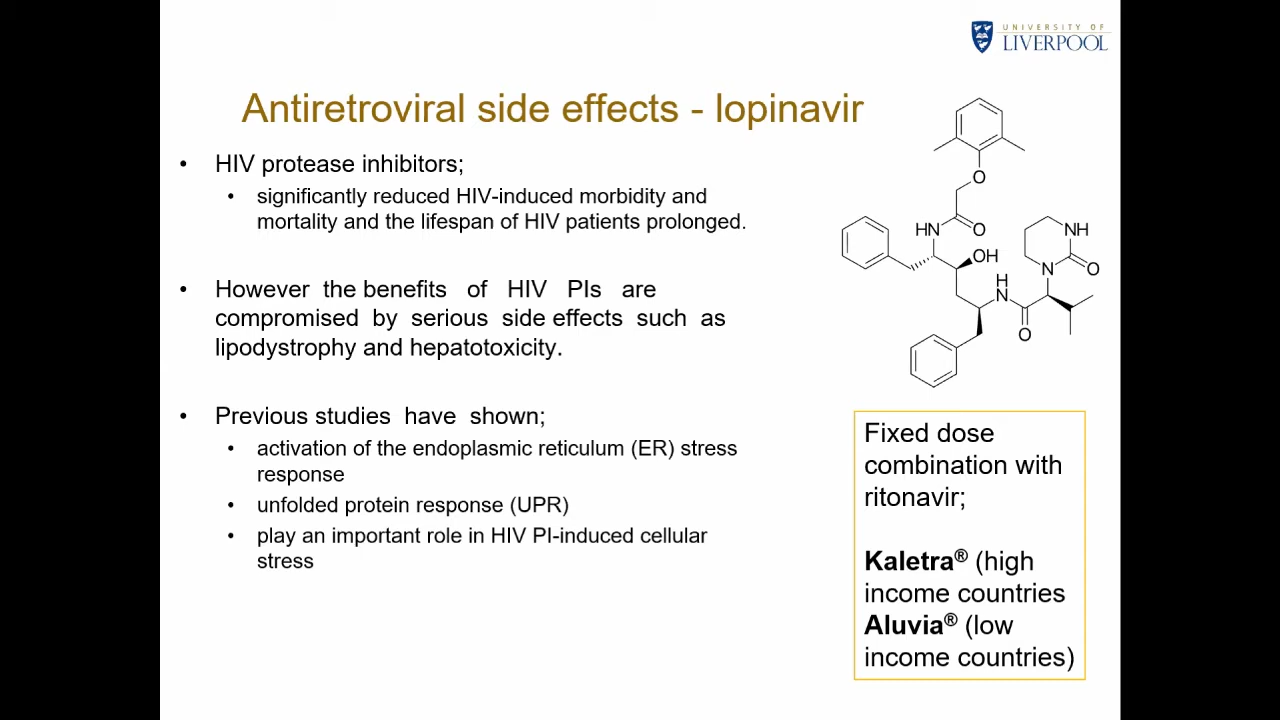 UNIVERSITY OF
LIVERPOOL
Antiretroviral side effects - lopinavir
• HIV protease inhibitors;
• significantly reduced HIV-induced morbidity and
mortality and the lifespan of HIV patients prolonged.
• However the benefits of HIV PIs are
compromised by serious side effects such as
lipodystrophy and hepatotoxicity.
• Previous studies have shown;
• activation of the endoplasmic reticulum (ER) stress
response
• unfolded protein response (UPR)
• play an important role in HIV PI-induced cellular
stress
O
HN
O
NH
OH
O
H
N
N
O
Fixed dose
combination with
ritonavir;
Kaletra® (high
income countries
Aluvia® (low
income countries)